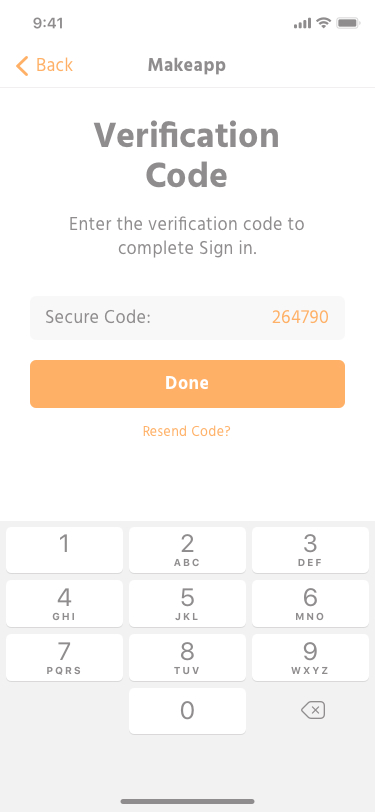 9:41
Back
Makeapp
Verification
Code
Enter the verification code to
complete Sign in.
Secure Code: 264790
Done
Resend Code?
1 2 3
ABC DEF
4 5 6
GHI JKL MNO
7 8 9
PQRS TUV WXYZ
0